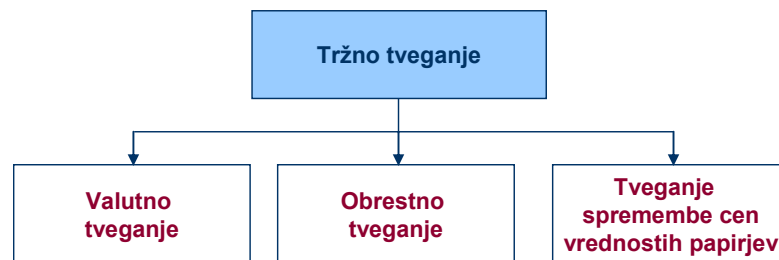 Tržno tveganje
Valutno
tveganje
Obrestno
tveganje
Tveganje
spremembe cen
vrednostih papirjev